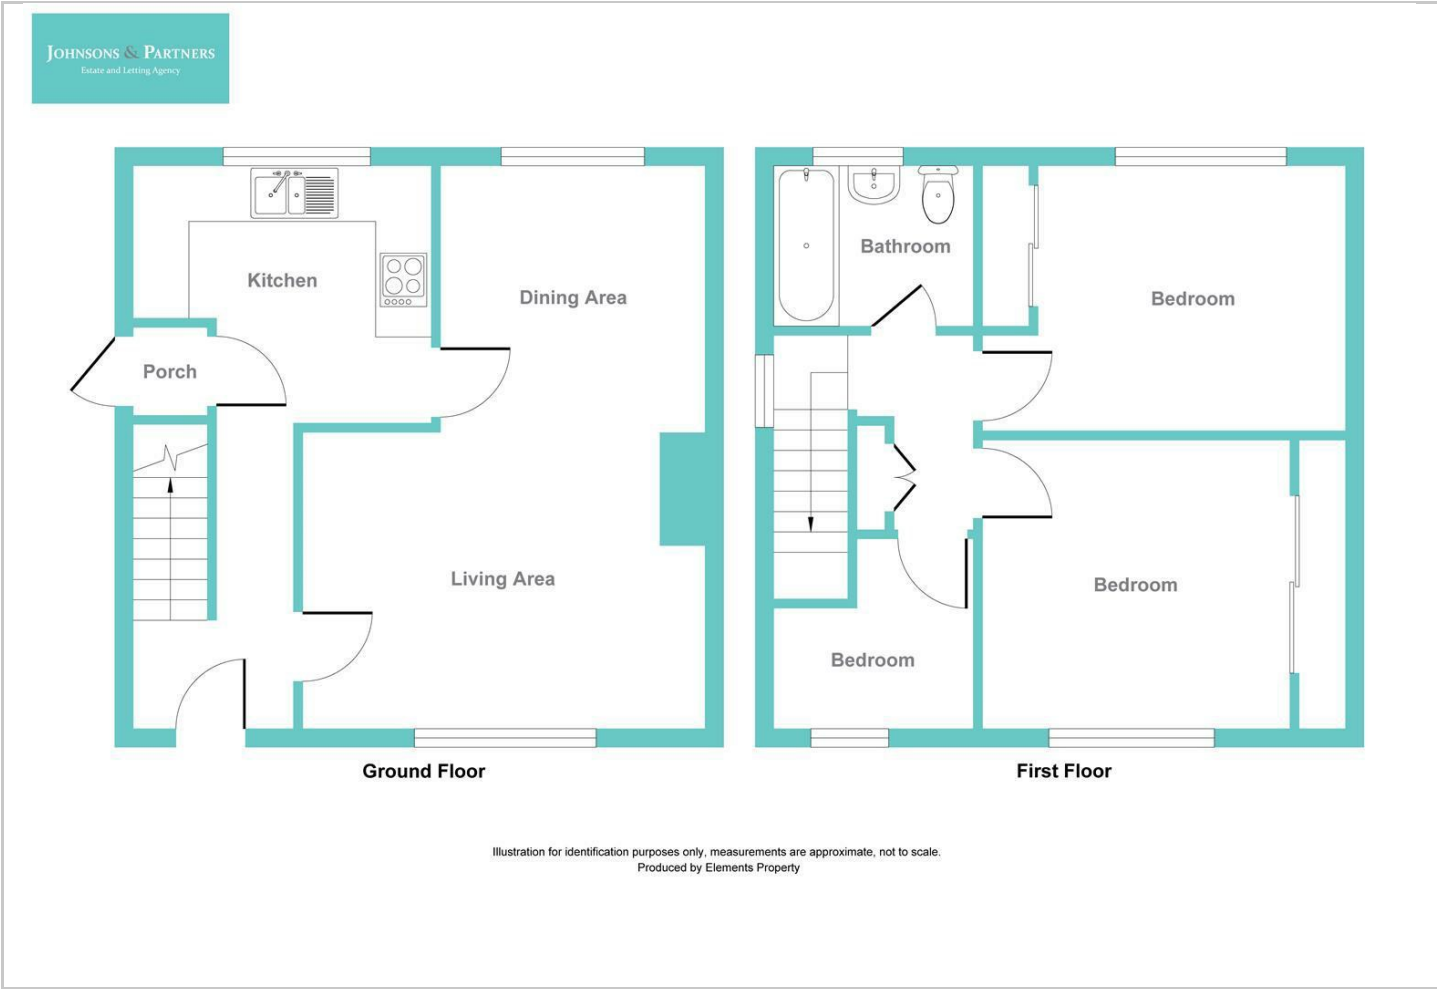 JOHNSONS & PARTNERS
Estate and Letting Agency
Kitchen
Dining Area
Porch
Living Area
Ground Floor
Bathroom
Bedroom
Bedroom
Bedroom
First Floor
Illustration for identification purposes only, measurements are approximate, not to scale.
Produced by Elements Property